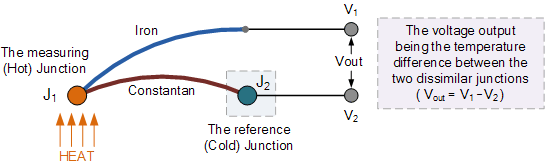 Iron
V1
The measuring
(Hot) Junction
J1
Constantan
J2
Vout
V2
HEAT
The reference
(Cold) Junction
The voltage output
being the temperature
difference between the
two dissimilar junctions
( Vout = V1 – V2 )